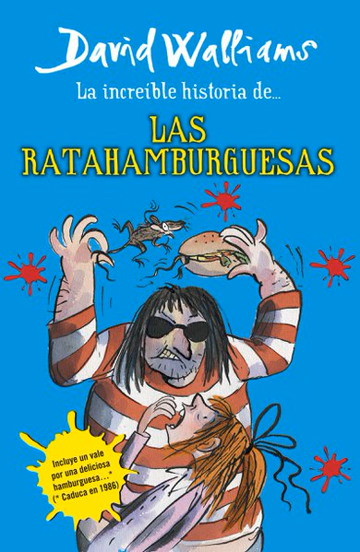 David Walliams
La increíble historia de...
LAS
RATAHAMBURGUESAS
Incluye un vale
por una deliciosa
hamburguesa...*
(* Caduca en 1986)